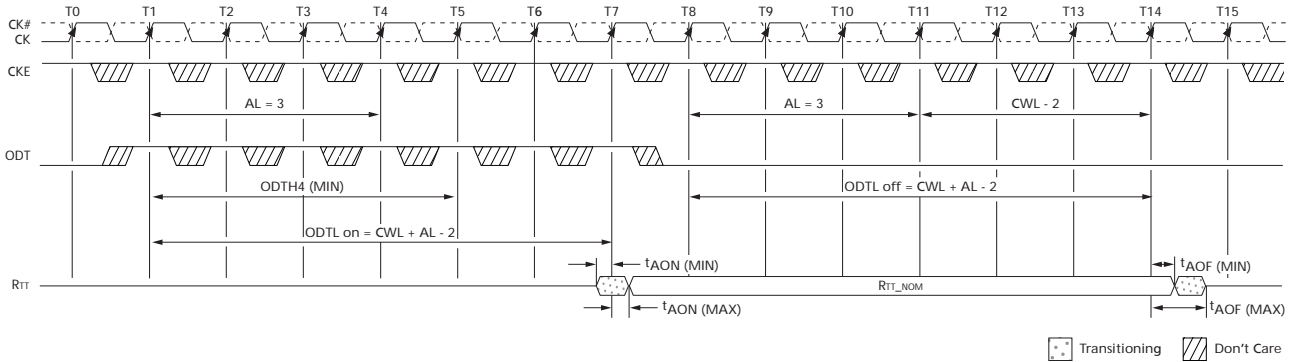 T0 T1 T2 T3 T4 T5 T6 T7 T8 T9 T10 T11 T12 T13 T14 T15
CK#
CK
CKE
AL = 3
AL = 3
CWL - 2
ODT
ODTH4 (MIN)
ODTL off = CWL + AL - 2
ODTL on = CWL + AL - 2
tAON (MIN)
tAOF (MIN)
RTT
RTT_NOM
tAON (MAX)
tAOF (MAX)
Transitioning
Don't Care